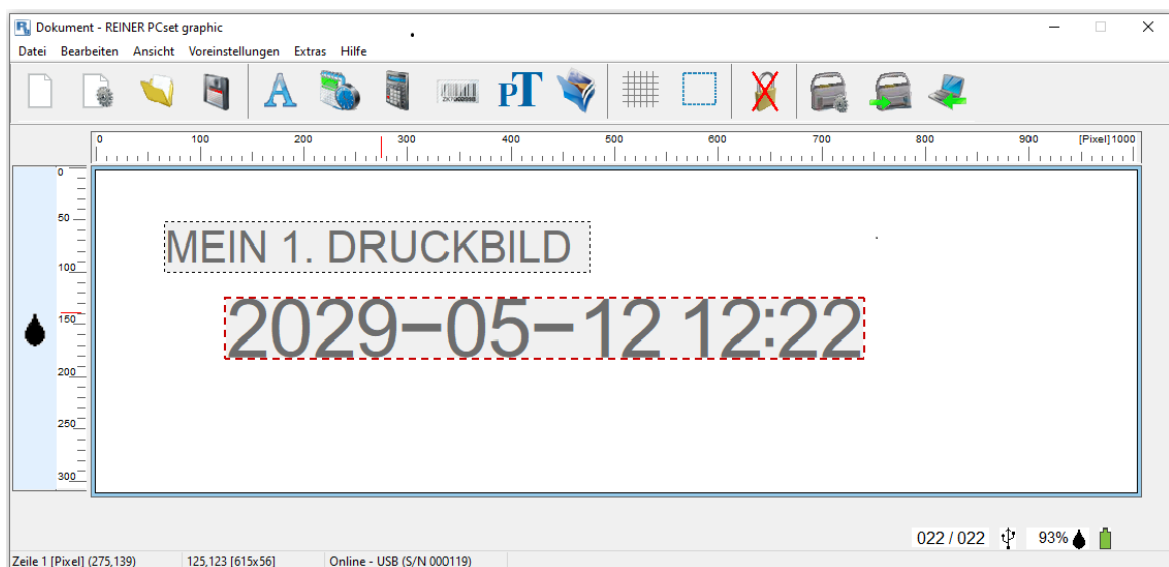 Dokument - REINER PCset graphic
Datei Bearbeiten Ansicht Voreinstellungen Extras Hilfe
A
pT
0 100 200 300 400 500 600 700 800 900 [Pixel] 1000
0
50
100
150
200
250
300
MEIN 1. DRUCKBILD
2029-05-12 12:22
022 / 022 93%
Zeile 1 [Pixel] (275,139) 125,123 [615x56] Online - USB (S/N 000119)